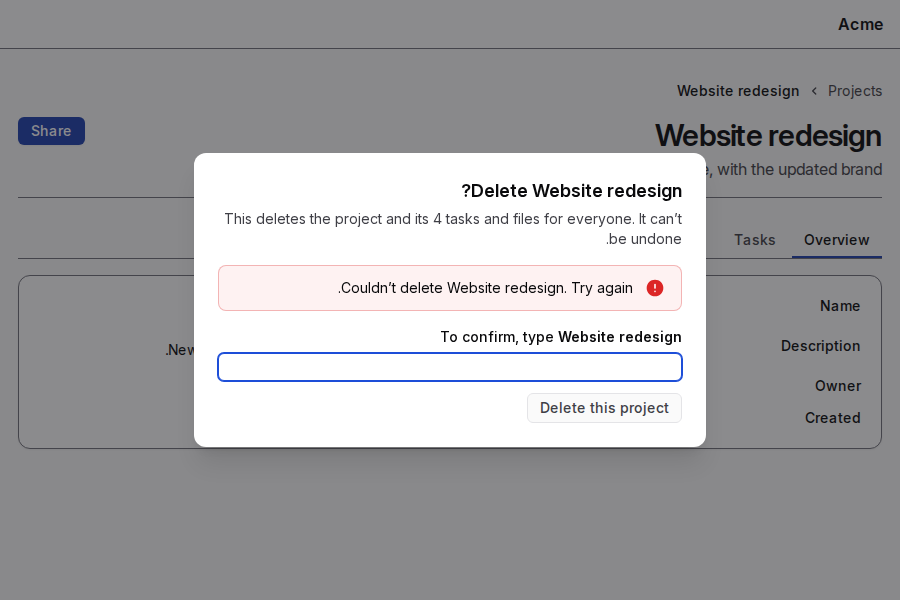 Acme
Projects › Website redesign
Website redesign
Share
, with the updated brand
Overview
Tasks
Name
Description
.New
Owner
Created
?Delete Website redesign
This deletes the project and its 4 tasks and files for everyone. It can’t
.be undone
.Couldn’t delete Website redesign. Try again
To confirm, type Website redesign
Delete this project